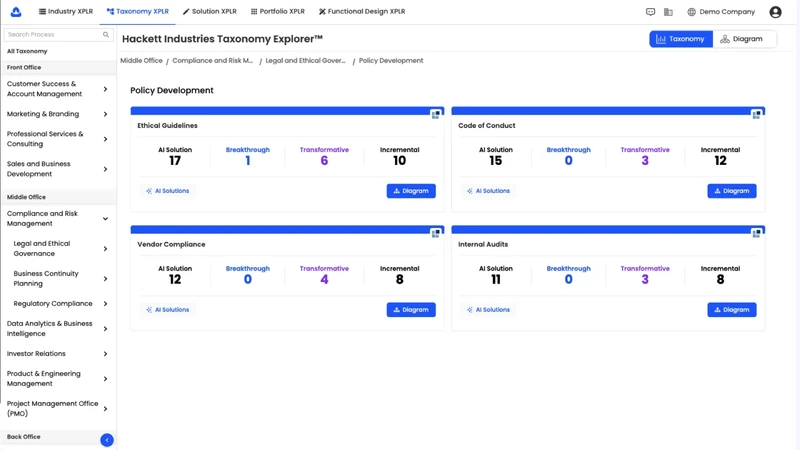 Industry XPLR
Taxonomy XPLR
Solution XPLR
Portfolio XPLR
Functional Design XPLR
Demo Company
Search Process
All Taxonomy
Front Office
Customer Success &
Account Management
Marketing & Branding
Professional Services &
Consulting
Sales and Business
Development
Middle Office
Compliance and Risk
Management
Legal and Ethical
Governance
Business Continuity
Planning
Regulatory Compliance
Data Analytics & Business
Intelligence
Investor Relations
Product & Engineering
Management
Project Management Office
(PMO)
Back Office
Hackett Industries Taxonomy Explorer™
Taxonomy
Diagram
Middle Office / Compliance and Risk M... / Legal and Ethical Gover... / Policy Development
Policy Development
Ethical Guidelines
AI Solution Breakthrough Transformative Incremental
17 1 6 10
AI Solutions
Diagram
Code of Conduct
AI Solution Breakthrough Transformative Incremental
15 0 3 12
AI Solutions
Diagram
Vendor Compliance
AI Solution Breakthrough Transformative Incremental
12 0 4 8
AI Solutions
Diagram
Internal Audits
AI Solution Breakthrough Transformative Incremental
11 0 3 8
AI Solutions
Diagram